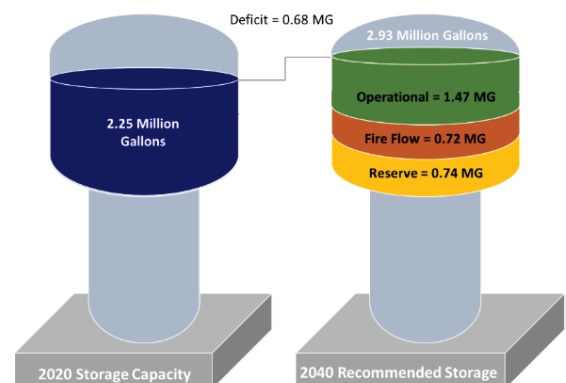 Deficit = 0.68 MG
2.93 Million Gallons
Operational = 1.47 MG
2.25 Million
Gallons
Fire Flow = 0.72 MG
Reserve = 0.74 MG
2020 Storage Capacity
2040 Recommended Storage